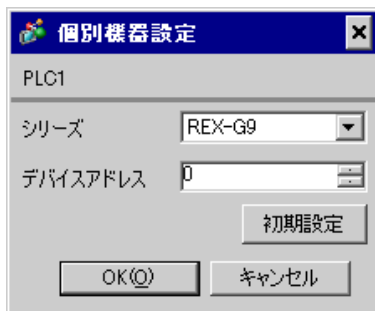 個別機器設定
PLC1
シリーズ REX-G9
デバイスアドレス 0
初期設定
OK(O) キャンセル